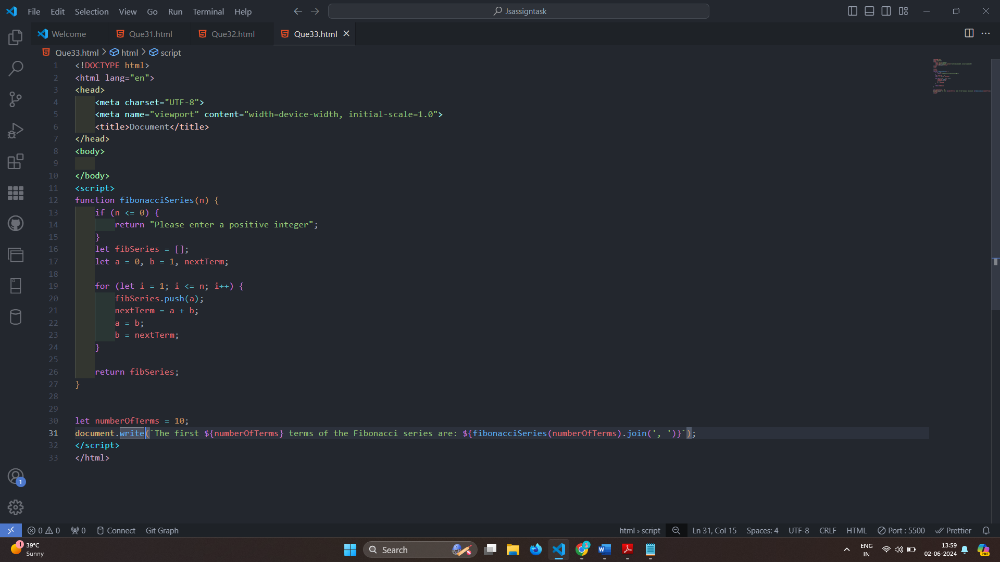 File Edit Selection View Go Run Terminal Help
Jsassigntask
Welcome Que31.html Que32.html Que33.html
Que33.html > html > script
1 <!DOCTYPE html>
2 <html lang="en">
3 <head>
4 <meta charset="UTF-8">
5 <meta name="viewport" content="width=device-width, initial-scale=1.0">
6 <title>Document</title>
7 </head>
8 <body>
9
10 </body>
11 <script>
12 function fibonacciSeries(n) {
13 if (n <= 0) {
14 return "Please enter a positive integer";
15 }
16 let fibSeries = [];
17 let a = 0, b = 1, nextTerm;
18
19 for (let i = 1; i <= n; i++) {
20 fibSeries.push(a);
21 nextTerm = a + b;
22 a = b;
23 b = nextTerm;
24 }
25
26 return fibSeries;
27 }
28
29
30 let numberOfTerms = 10;
31 document.write(`The first ${numberOfTerms} terms of the Fibonacci series are: ${fibonacciSeries(numberOfTerms).join(', ')}`);
32 </script>
33 </html>
1
0 0 0 Connect Git Graph html › script Ln 31, Col 15 Spaces: 4 UTF-8 CRLF HTML Port : 5500 Prettier
1 39°C
Sunny
Search
ENG
IN
13:59
02-06-2024
PRE